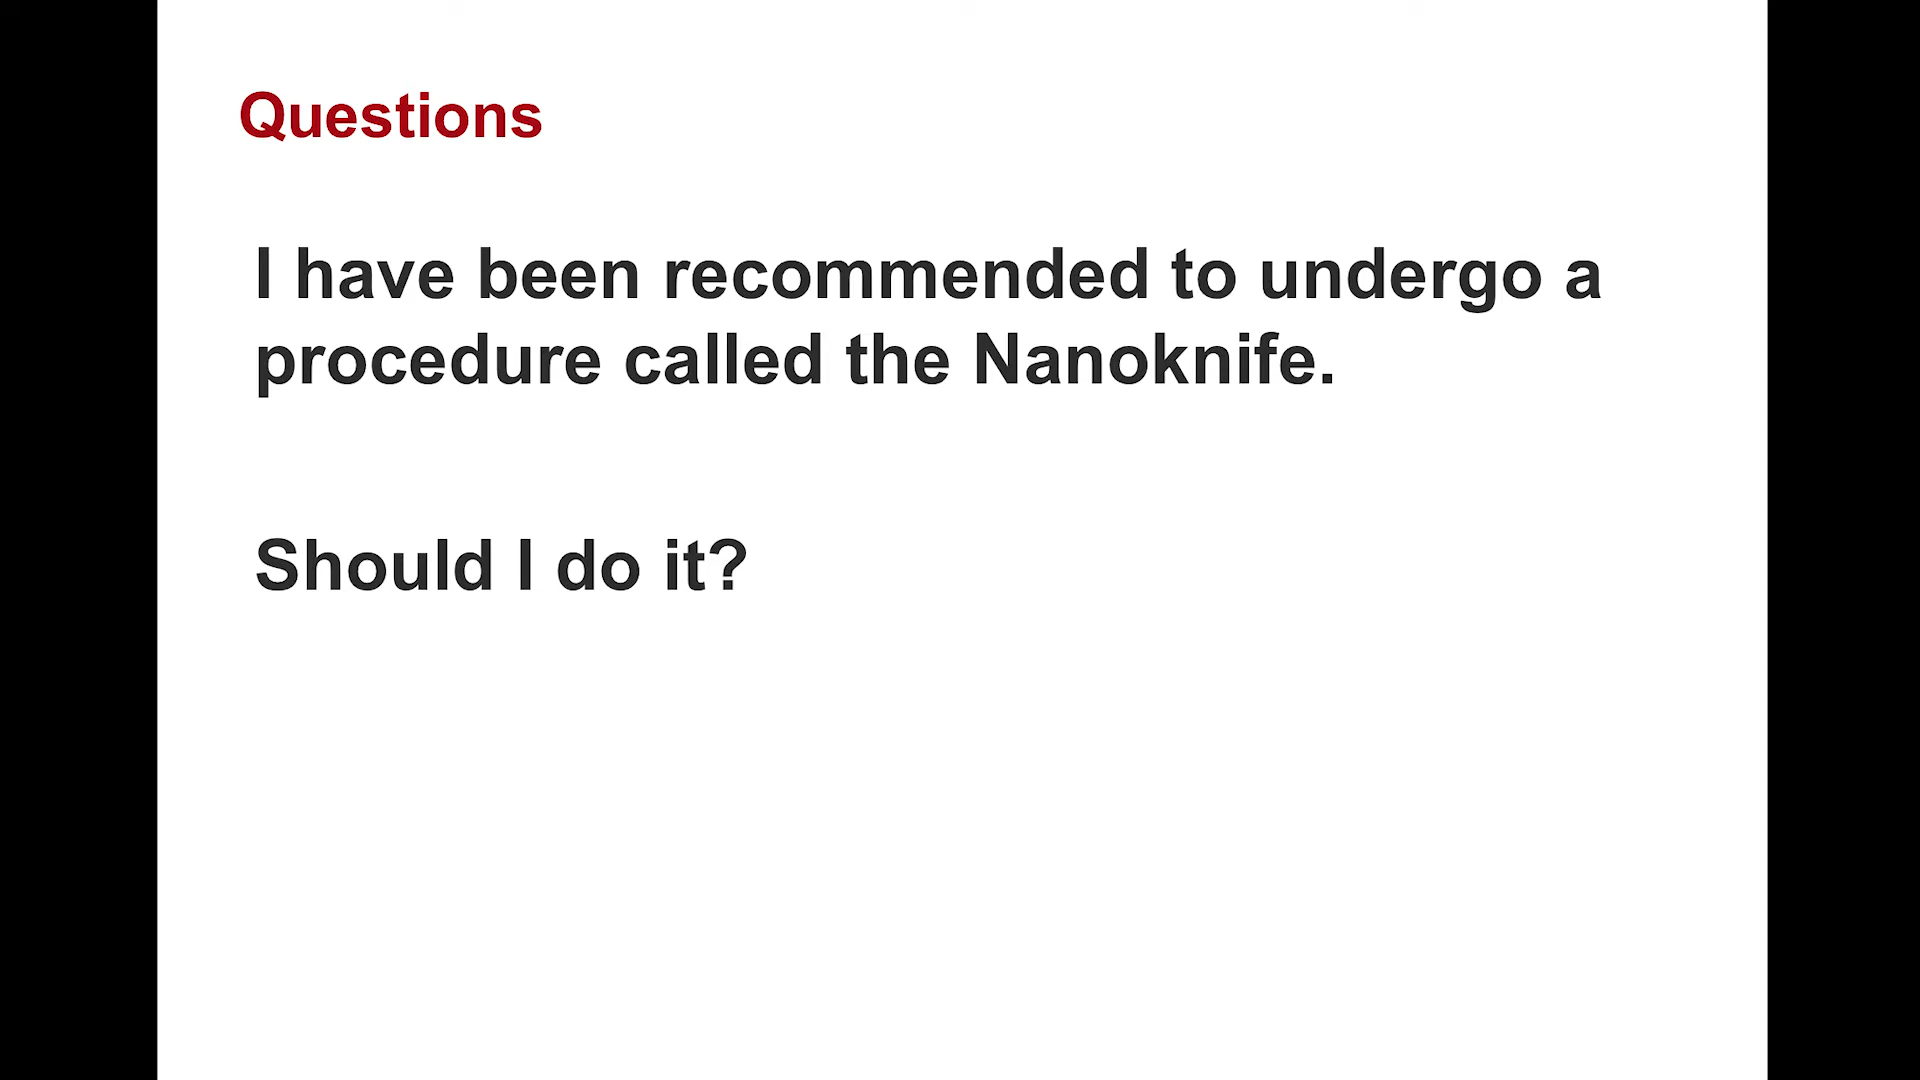 Questions
I have been recommended to undergo a
procedure called the Nanoknife.
Should I do it?